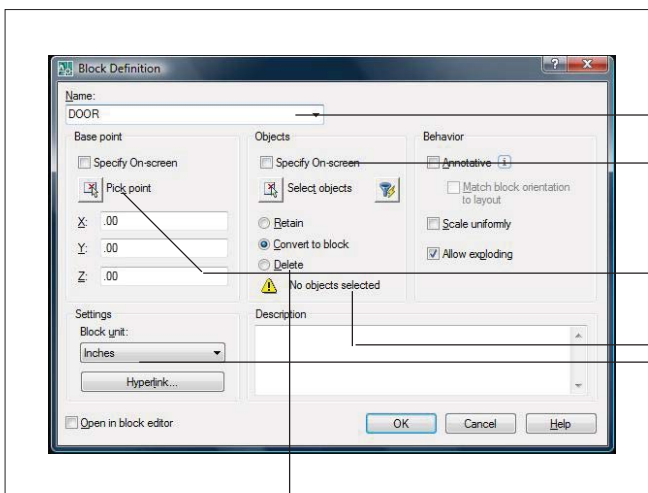 Block Definition
Name:
DOOR
Base point
Specify On-screen
Pick point
X: .00
Y: .00
Z: .00
Objects
Specify On-screen
Select objects
Retain
Convert to block
Delete
No objects selected
Behavior
Annotative
Match block orientation
to layout
Scale uniformly
Allow exploding
Settings
Block unit:
Inches
Hyperlink...
Description
Open in block editor
OK
Cancel
Help